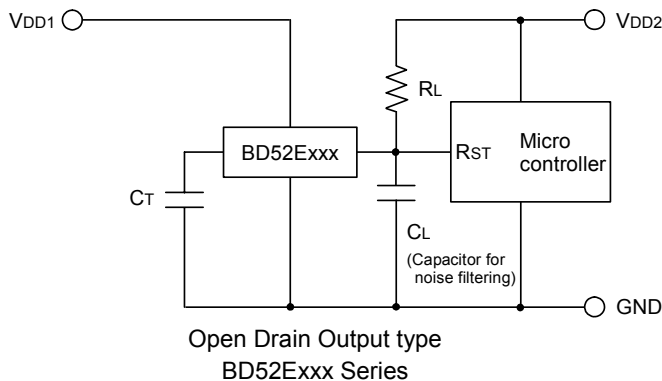 VDD1
VDD2
RL
BD52Exxx
RST
Micro
controller
CT
CL
(Capacitor for
noise filtering)
GND
Open Drain Output type
BD52Exxx Series